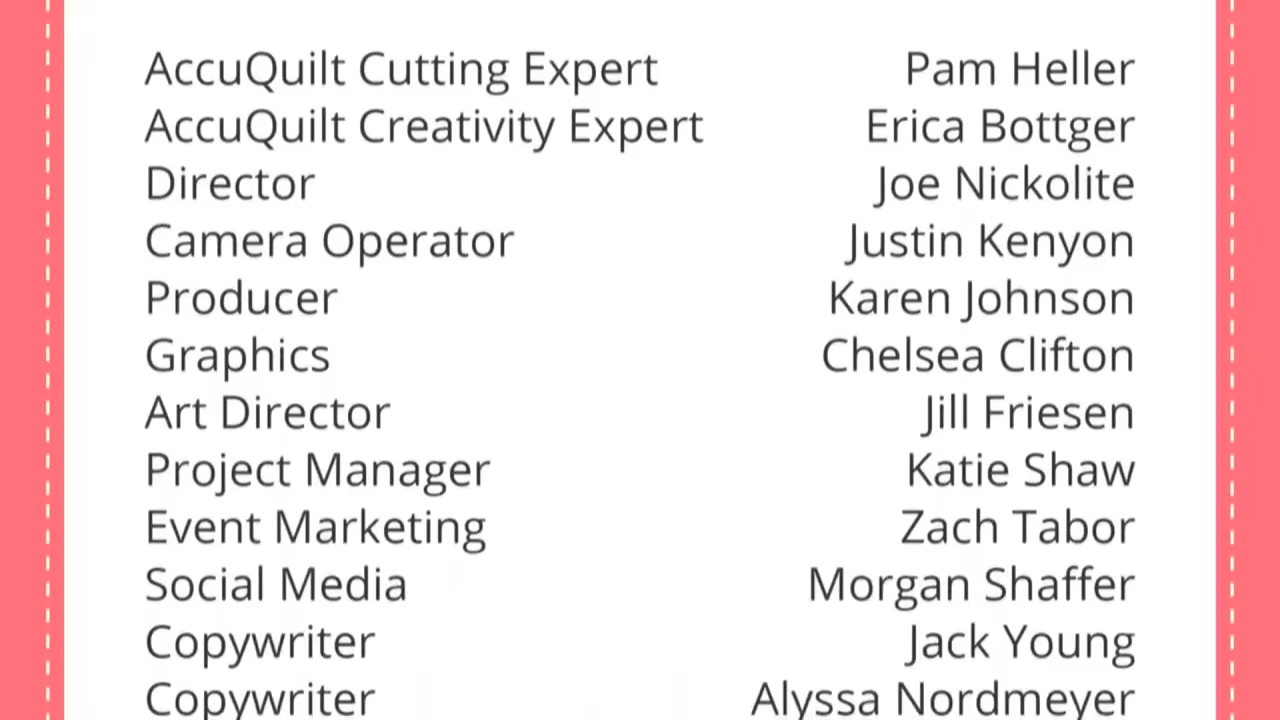 AccuQuilt Cutting Expert Pam Heller
AccuQuilt Creativity Expert Erica Bottger
Director Joe Nickolite
Camera Operator Justin Kenyon
Producer Karen Johnson
Graphics Chelsea Clifton
Art Director Jill Friesen
Project Manager Katie Shaw
Event Marketing Zach Tabor
Social Media Morgan Shaffer
Copywriter Jack Young
Copywriter Alyssa Nordmeyer